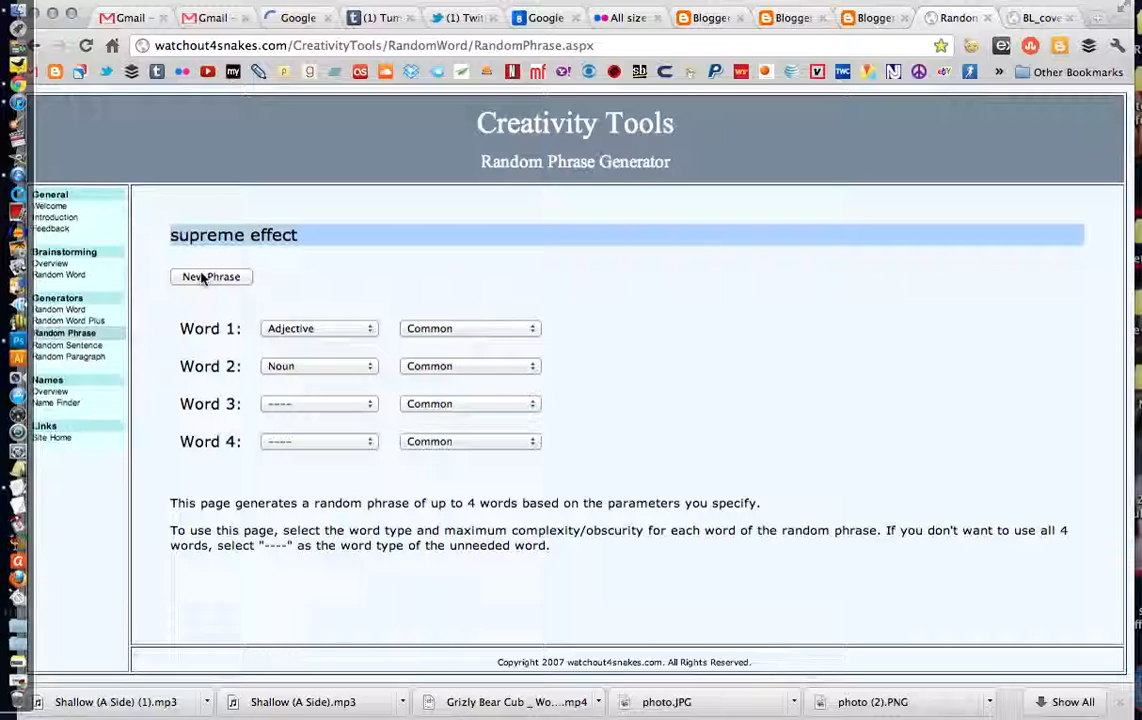 Gmail –
Gmail –
Google
(1) Tum
(1) Twit
Google
All size
Blogger
Blogger
Blogger
Random
BL_cove
watchout4snakes.com/CreativityTools/RandomWord/RandomPhrase.aspx
Other Bookmarks
Creativity Tools
Random Phrase Generator
General
Welcome
Introduction
Feedback
Brainstorming
Overview
Random Word
Generators
Random Word
Random Word Plus
Random Phrase
Random Sentence
Random Paragraph
Names
Overview
Name Finder
Links
Site Home
supreme effect
New Phrase
Word 1: Adjective Common
Word 2: Noun Common
Word 3: ---- Common
Word 4: ---- Common
This page generates a random phrase of up to 4 words based on the parameters you specify.
To use this page, select the word type and maximum complexity/obscurity for each word of the random phrase. If you don't want to use all 4
words, select "----" as the word type of the unneeded word.
Copyright 2007 watchout4snakes.com. All Rights Reserved.
Shallow (A Side) (1).mp3
Shallow (A Side).mp3
Grizly Bear Cub _ Wo....mp4
photo.JPG
photo (2).PNG
Show All